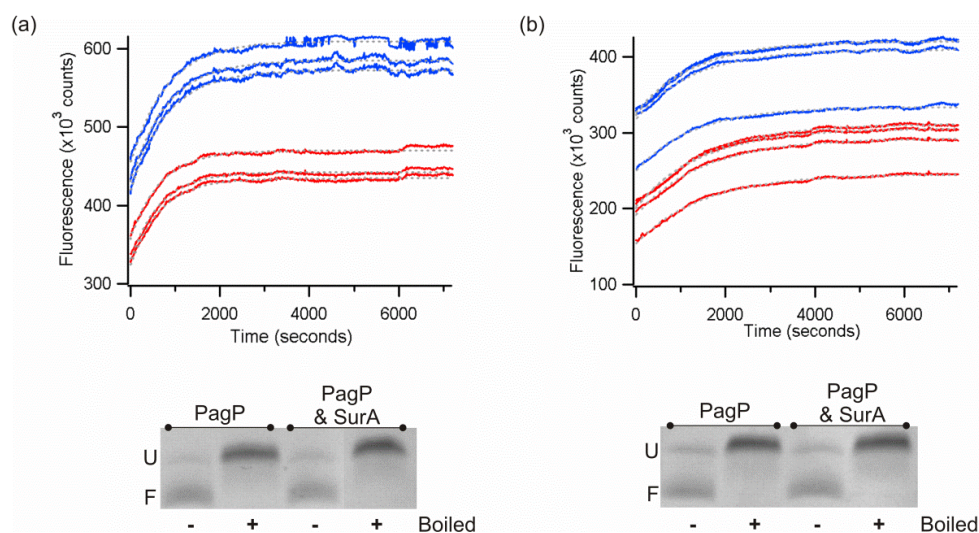 (a)
600
500
400
300
Fluorescence (x10³ counts)
0 2000 4000 6000
Time (seconds)
PagP
PagP & SurA
U
F
- + - + Boiled
(b)
400
300
200
100
Fluorescence (x10³ counts)
0 2000 4000 6000
Time (seconds)
PagP
PagP & SurA
U
F
- + - + Boiled